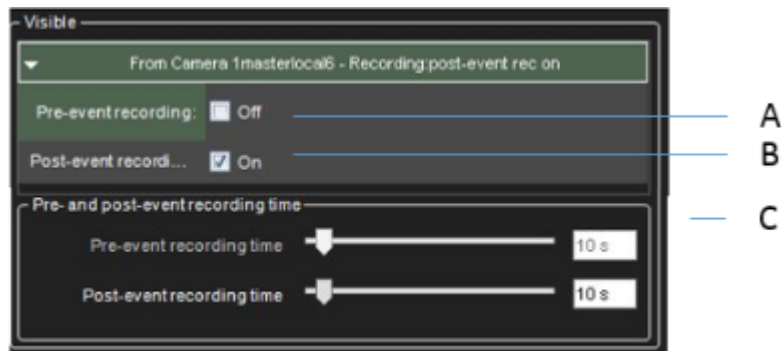 Visible
From Camera 1masterlocal6 - Recording:post-event rec on
Pre-event recording: Off
A
Post-event recordi... On
B
Pre- and post-event recording time
C
Pre-event recording time 10 s
Post-event recording time 10 s